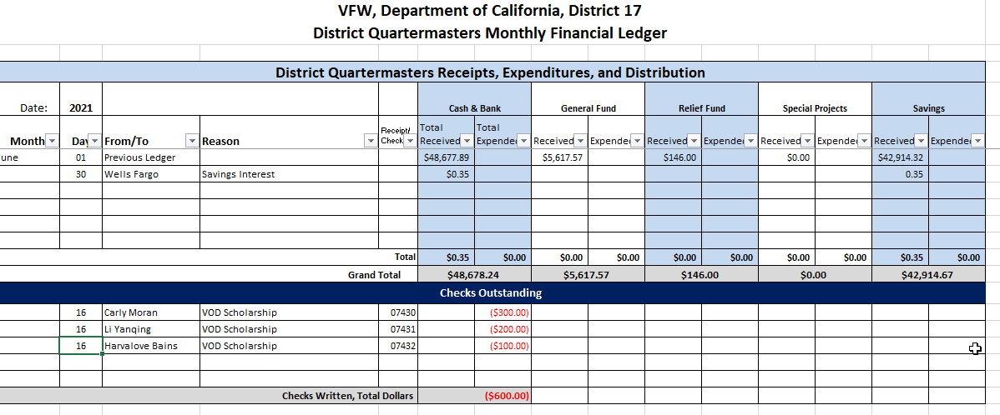 VFW, Department of California, District 17
District Quartermasters Monthly Financial Ledger
District Quartermasters Receipts, Expenditures, and Distribution
Date: 2021 Cash & Bank General Fund Relief Fund Special Projects Savings
Month Day From/To Reason Receipt/ Check Total Received Total Expende Received Expende Received Expende Received Expende Received Expende
une 01 Previous Ledger $48,677.89 $5,617.57 $146.00 $0.00 $42,914.32
30 Wells Fargo Savings Interest $0.35 0.35
Total $0.35 $0.00 $0.00 $0.00 $0.00 $0.00 $0.00 $0.00 $0.35 $0.00
Grand Total $48,678.24 $5,617.57 $146.00 $0.00 $42,914.67
Checks Outstanding
16 Carly Moran VOD Scholarship 07430 ($300.00)
16 Li Yanqing VOD Scholarship 07431 ($200.00)
16 Harvalove Bains VOD Scholarship 07432 ($100.00)
Checks Written, Total Dollars ($600.00)